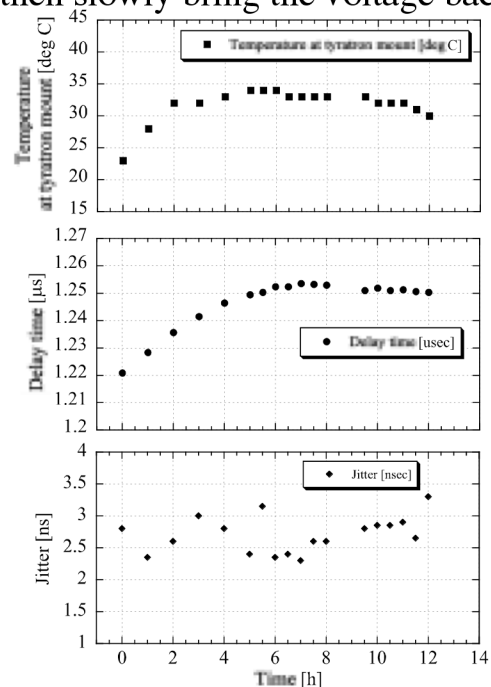 then slowly bring the voltage bac
45
40
35
30
25
20
15
Temperature
at tyratron mount [deg C]
Temperature at tyratron mount [deg C]
1.27
1.26
1.25
1.24
1.23
1.22
1.21
1.2
Delay time [µs]
Delay time [usec]
4
3.5
3
2.5
2
1.5
1
Jitter [ns]
Jitter [nsec]
0 2 4 6 8 10 12 14
Time [h]